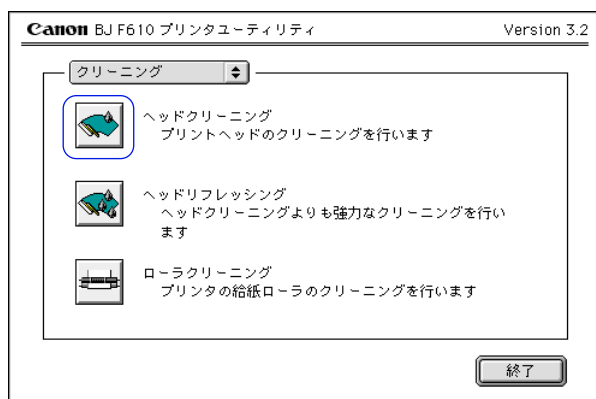 Canon BJ F610 プリンタユーティリティ Version 3.2
クリーニング
ヘッドクリーニング
プリントヘッドのクリーニングを行います
ヘッドリフレッシング
ヘッドクリーニングよりも強力なクリーニングを行い
ます
ローラクリーニング
プリンタの給紙ローラのクリーニングを行います
終了